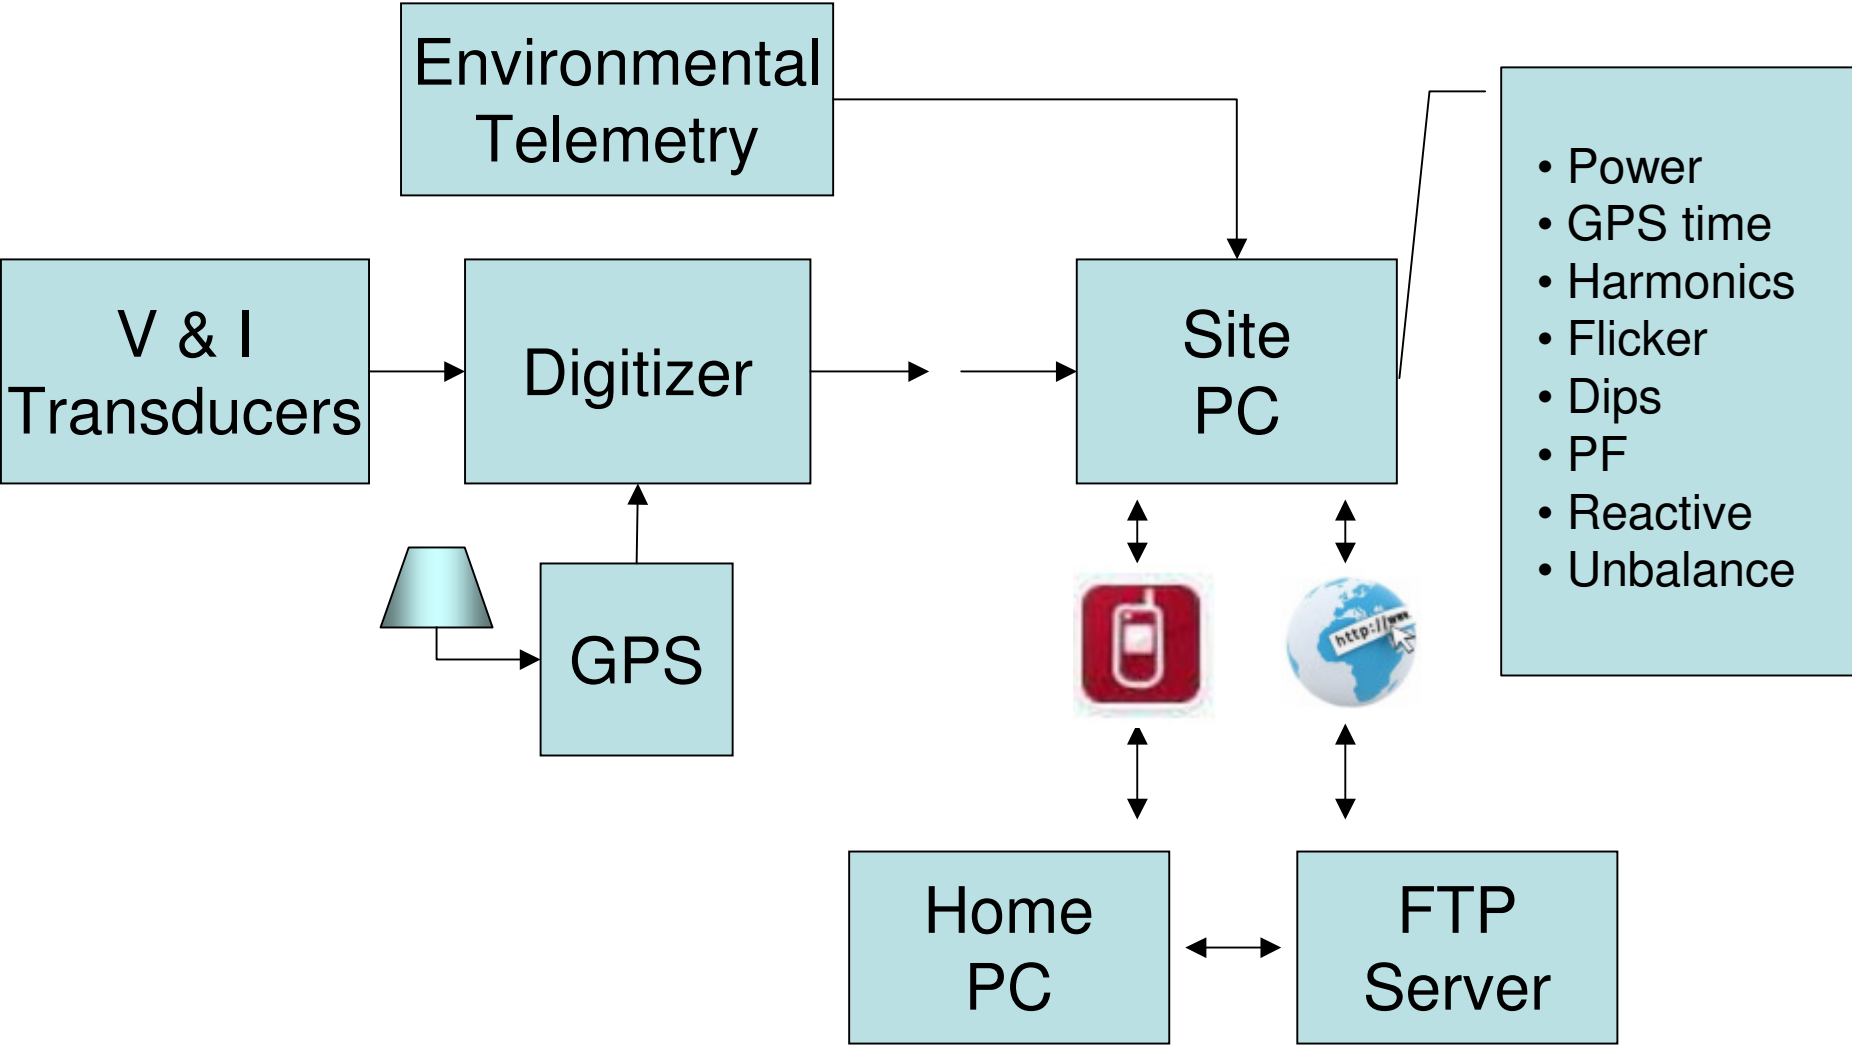 Environmental
Telemetry
V & I
Transducers
Digitizer
Site
PC
• Power
• GPS time
• Harmonics
• Flicker
• Dips
• PF
• Reactive
• Unbalance
GPS
http://www.
Home
PC
FTP
Server